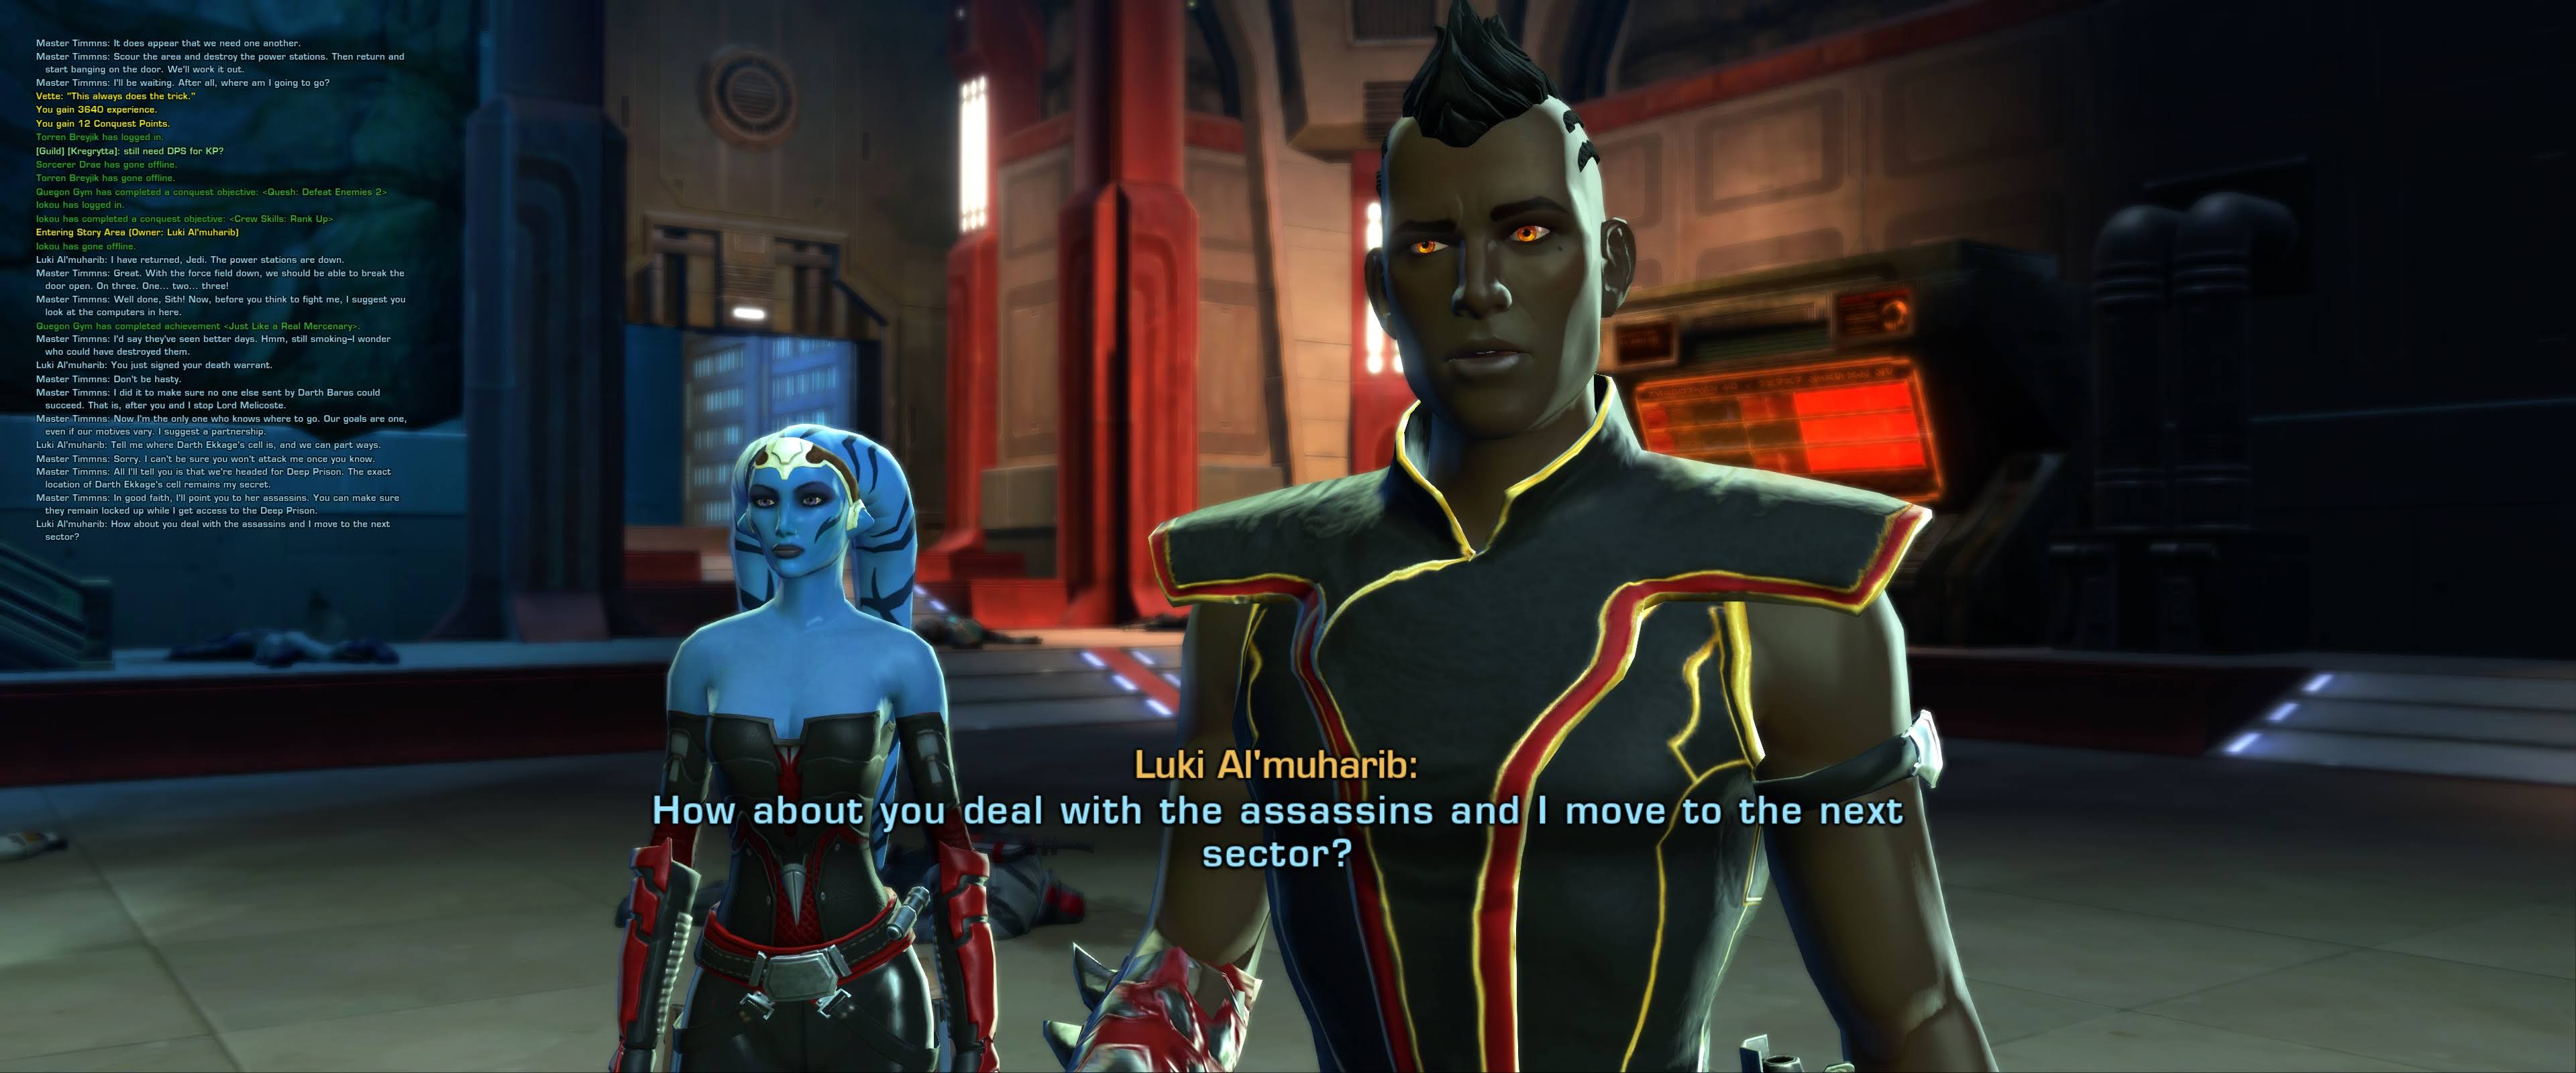 Master Timmns: It does appear that we need one another.
Master Timmns: Scour the area and destroy the power stations. Then return and
start banging on the door. We'll work it out.
Master Timmns: I'll be waiting. After all, where am I going to go?
Vette: "This always does the trick."
You gain 3640 experience.
You gain 12 Conquest Points.
Torren Breyjik has logged in.
[Guild] [Kregrytta]: still need DPS for KP?
Sorcerer Drae has gone offline.
Torren Breyjik has gone offline.
Quegon Gym has completed a conquest objective: <Quesh: Defeat Enemies 2>
Iokou has logged in.
Iokou has completed a conquest objective: <Crew Skills: Rank Up>
Entering Story Area (Owner: Luki Al'muharib)
Iokou has gone offline.
Luki Al'muharib: I have returned, Jedi. The power stations are down.
Master Timmns: Great. With the force field down, we should be able to break the
door open. On three. One... two... three!
Master Timmns: Well done, Sith! Now, before you think to fight me, I suggest you
look at the computers in here.
Quegon Gym has completed achievement <Just Like a Real Mercenary>.
Master Timmns: I'd say they've seen better days. Hmm, still smoking–I wonder
who could have destroyed them.
Luki Al'muharib: You just signed your death warrant.
Master Timmns: Don't be hasty.
Master Timmns: I did it to make sure no one else sent by Darth Baras could
succeed. That is, after you and I stop Lord Melicoste.
Master Timmns: Now I'm the only one who knows where to go. Our goals are one,
even if our motives vary. I suggest a partnership.
Luki Al'muharib: Tell me where Darth Ekkage's cell is, and we can part ways.
Master Timmns: Sorry. I can't be sure you won't attack me once you know.
Master Timmns: All I'll tell you is that we're headed for Deep Prison. The exact
location of Darth Ekkage's cell remains my secret.
Master Timmns: In good faith, I'll point you to her assassins. You can make sure
they remain locked up while I get access to the Deep Prison.
Luki Al'muharib: How about you deal with the assassins and I move to the next
sector?
Luki Al'muharib:
How about you deal with the assassins and I move to the next
sector?